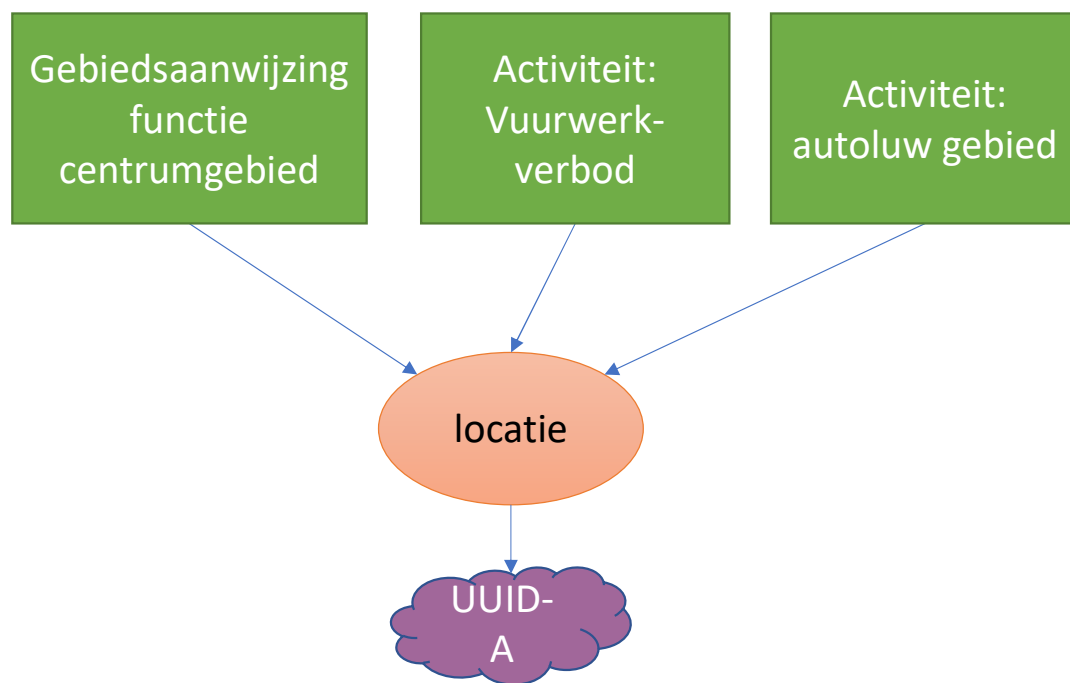 Gebiedsaanwijzing
functie
centrumgebied
Activiteit:
Vuurwerk-
verbod
Activiteit:
autoluw gebied
locatie
UUID-
A